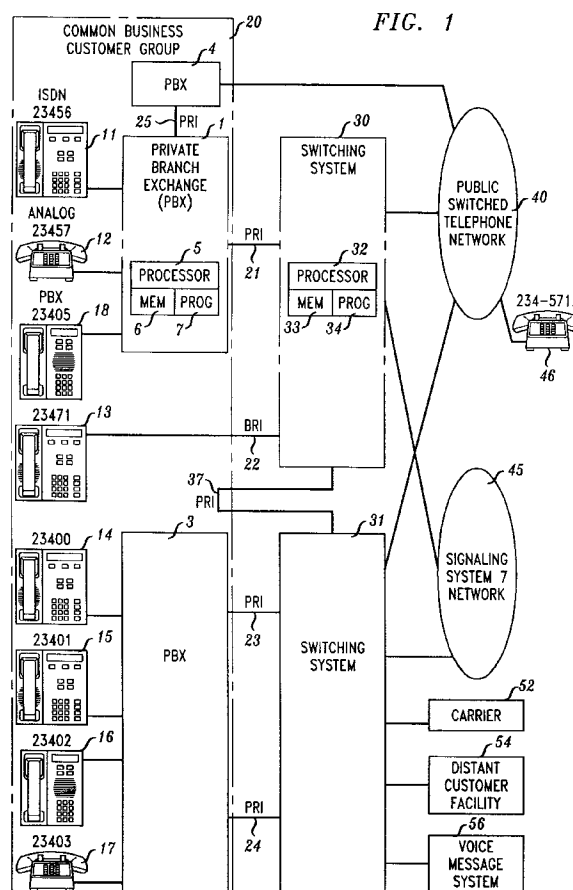 FIG. 1
20
COMMON BUSINESS
CUSTOMER GROUP
4
PBX
25
PRI
1
ISDN
23456
11
PRIVATE
BRANCH
EXCHANGE
(PBX)
30
SWITCHING
SYSTEM
PUBLIC
SWITCHED
TELEPHONE
NETWORK
40
ANALOG
23457
12
5
PROCESSOR
MEM
PROG
6
7
PRI
21
32
PROCESSOR
MEM
PROG
33
34
PBX
23405
18
234-571
46
23471
13
BRI
22
37
PRI
45
SIGNALING
SYSTEM 7
NETWORK
3
31
23400
14
PBX
PRI
23
SWITCHING
SYSTEM
23401
15
52
CARRIER
23402
16
54
DISTANT
CUSTOMER
FACILITY
PRI
24
56
VOICE
MESSAGE
SYSTEM
23403
17